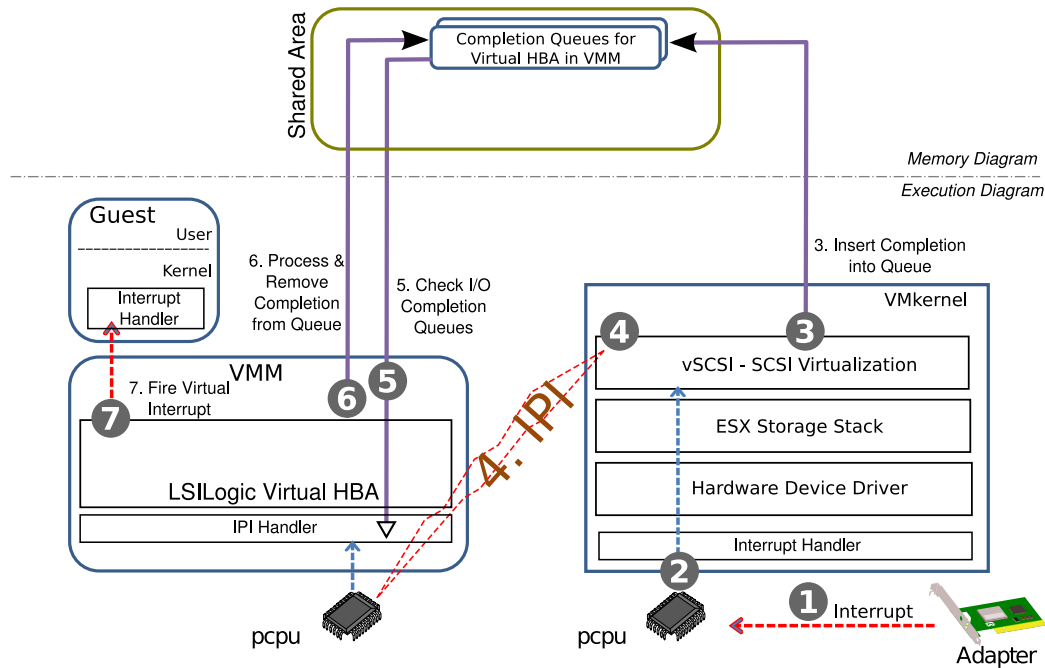 Shared Area
Completion Queues for
Virtual HBA in VMM
Memory Diagram
Execution Diagram
Guest
User
Kernel
Interrupt
Handler
6. Process &
Remove
Completion
from Queue
5. Check I/O
Completion
Queues
3. Insert Completion
into Queue
VMkernel
4
3
vSCSI - SCSI Virtualization
ESX Storage Stack
Hardware Device Driver
Interrupt Handler
2
VMM
7. Fire Virtual
Interrupt
7
6
5
LSILogic Virtual HBA
IPI Handler
4. IPI
pcpu
pcpu
1
Interrupt
Adapter